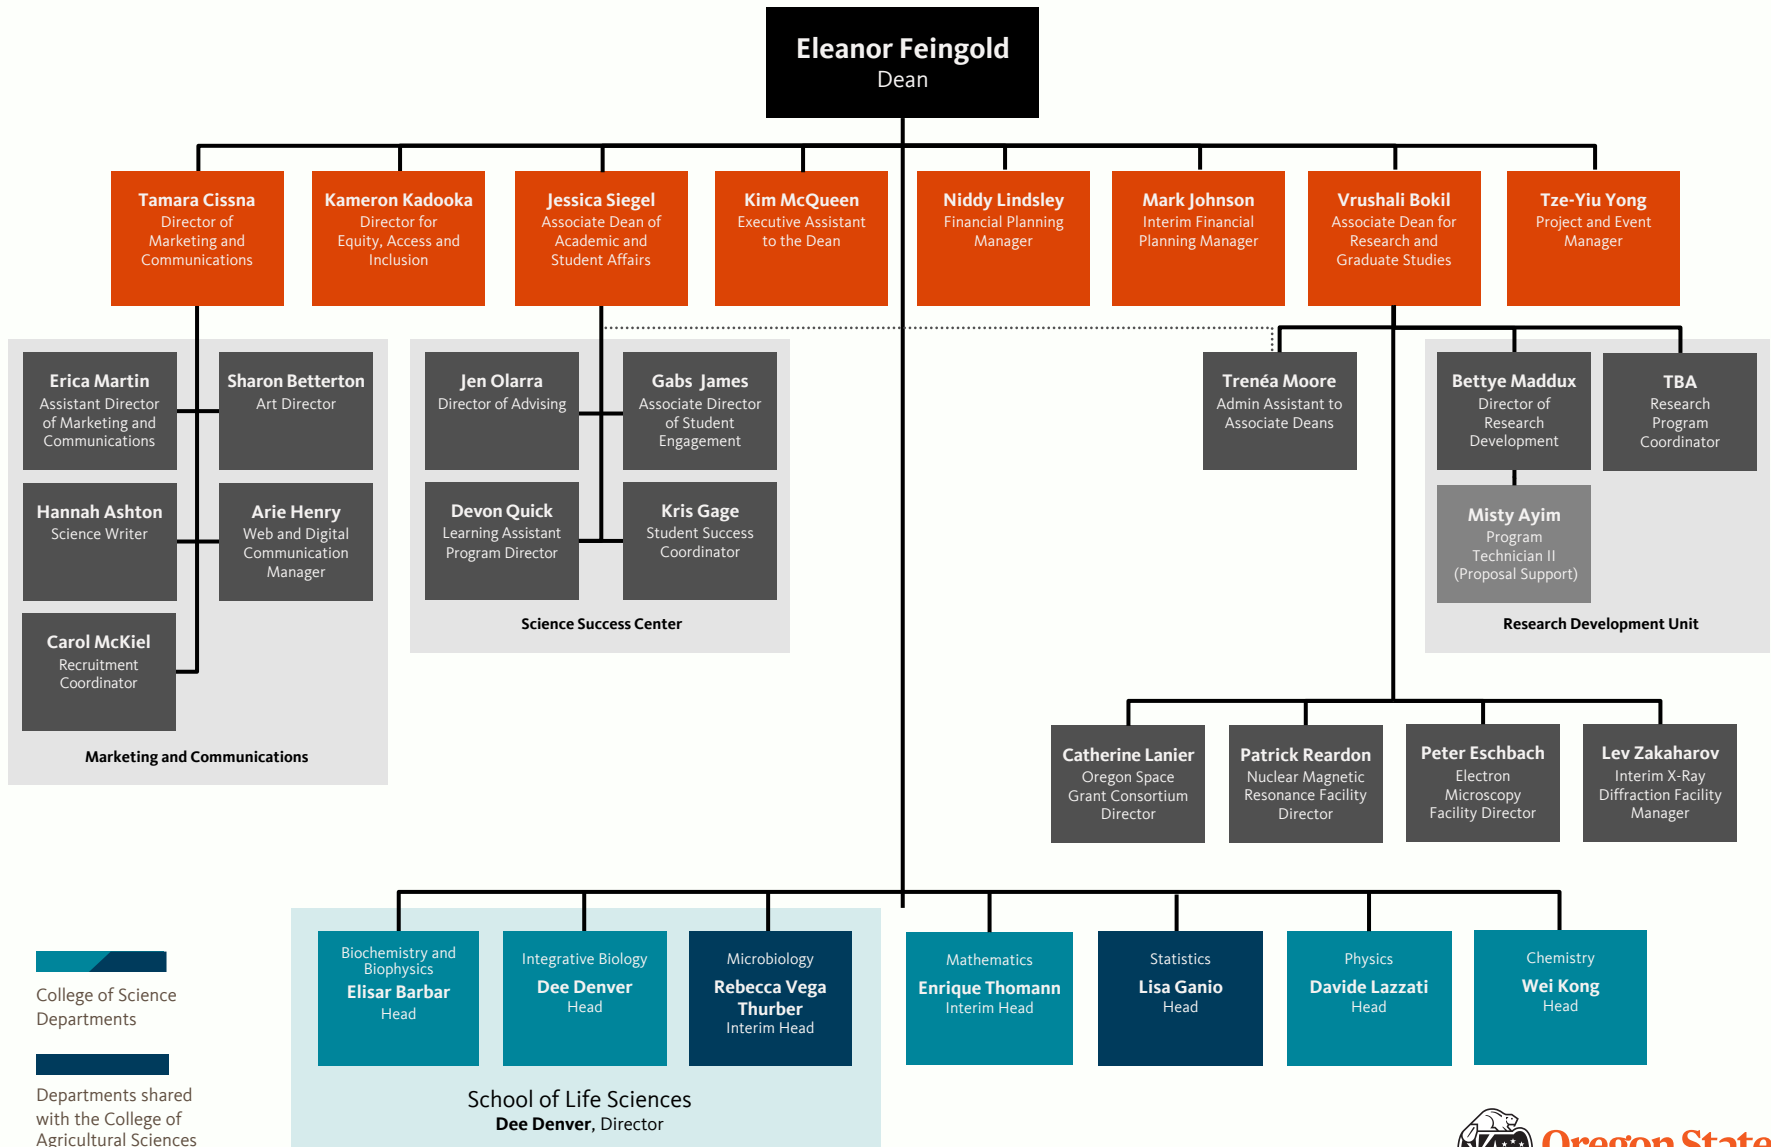 Eleanor Feingold
Dean
Tamara Cissna
Director of
Marketing and
Communications
Kameron Kadooka
Director for
Equity, Access and
Inclusion
Jessica Siegel
Associate Dean of
Academic and
Student Affairs
Kim McQueen
Executive Assistant
to the Dean
Niddy Lindsley
Financial Planning
Manager
Mark Johnson
Interim Financial
Planning Manager
Vrushali Bokil
Associate Dean for
Research and
Graduate Studies
Tze-Yiu Yong
Project and Event
Manager
Erica Martin
Assistant Director
of Marketing and
Communications
Sharon Betterton
Art Director
Hannah Ashton
Science Writer
Arie Henry
Web and Digital
Communication
Manager
Carol McKiel
Recruitment
Coordinator
Marketing and Communications
Jen Olarra
Director of Advising
Gabs James
Associate Director
of Student
Engagement
Devon Quick
Learning Assistant
Program Director
Kris Gage
Student Success
Coordinator
Science Success Center
Trenéa Moore
Admin Assistant to
Associate Deans
Bettye Maddux
Director of
Research
Development
TBA
Research
Program
Coordinator
Misty Ayim
Program
Technician II
(Proposal Support)
Research Development Unit
Catherine Lanier
Oregon Space
Grant Consortium
Director
Patrick Reardon
Nuclear Magnetic
Resonance Facility
Director
Peter Eschbach
Electron
Microscopy
Facility Director
Lev Zakaharov
Interim X-Ray
Diffraction Facility
Manager
Biochemistry and
Biophysics
Elisar Barbar
Head
Integrative Biology
Dee Denver
Head
Microbiology
Rebecca Vega
Thurber
Interim Head
Mathematics
Enrique Thomann
Interim Head
Statistics
Lisa Ganio
Head
Physics
Davide Lazzati
Head
Chemistry
Wei Kong
Head
School of Life Sciences
Dee Denver, Director
College of Science
Departments
Departments shared
with the College of
Agricultural Sciences
Oregon State